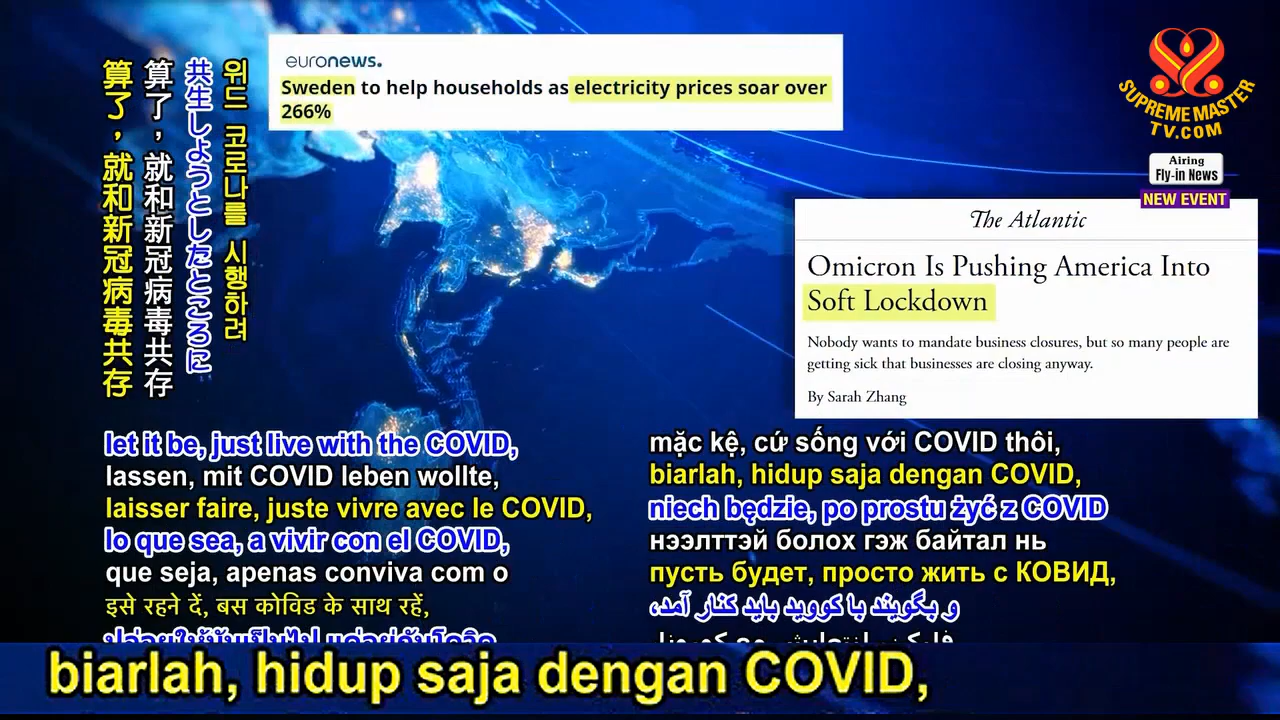 算了，就和新冠病毒共存
算了，就和新冠病毒共存
共生しようとしたところに
위드 코로나를 시행하려
euronews.
Sweden to help households as electricity prices soar over
266%
SUPREME MASTER
TV.COM
Airing
Fly-in News
NEW EVENT
The Atlantic
Omicron Is Pushing America Into
Soft Lockdown
Nobody wants to mandate business closures, but so many people are
getting sick that businesses are closing anyway.
By Sarah Zhang
let it be, just live with the COVID,
lassen, mit COVID leben wollte,
laisser faire, juste vivre avec le COVID,
lo que sea, a vivir con el COVID,
que seja, apenas conviva com o
इसे रहने दें, बस कोविड के साथ रहें,
mặc kệ, cứ sống với COVID thôi,
biarlah, hidup saja dengan COVID,
niech będzie, po prostu żyć z COVID
нээлттэй болох гэж байтал нь
пусть будет, просто жить с КОВИД,
و بگویند با کووید باید کنار آمد،
biarlah, hidup saja dengan COVID,